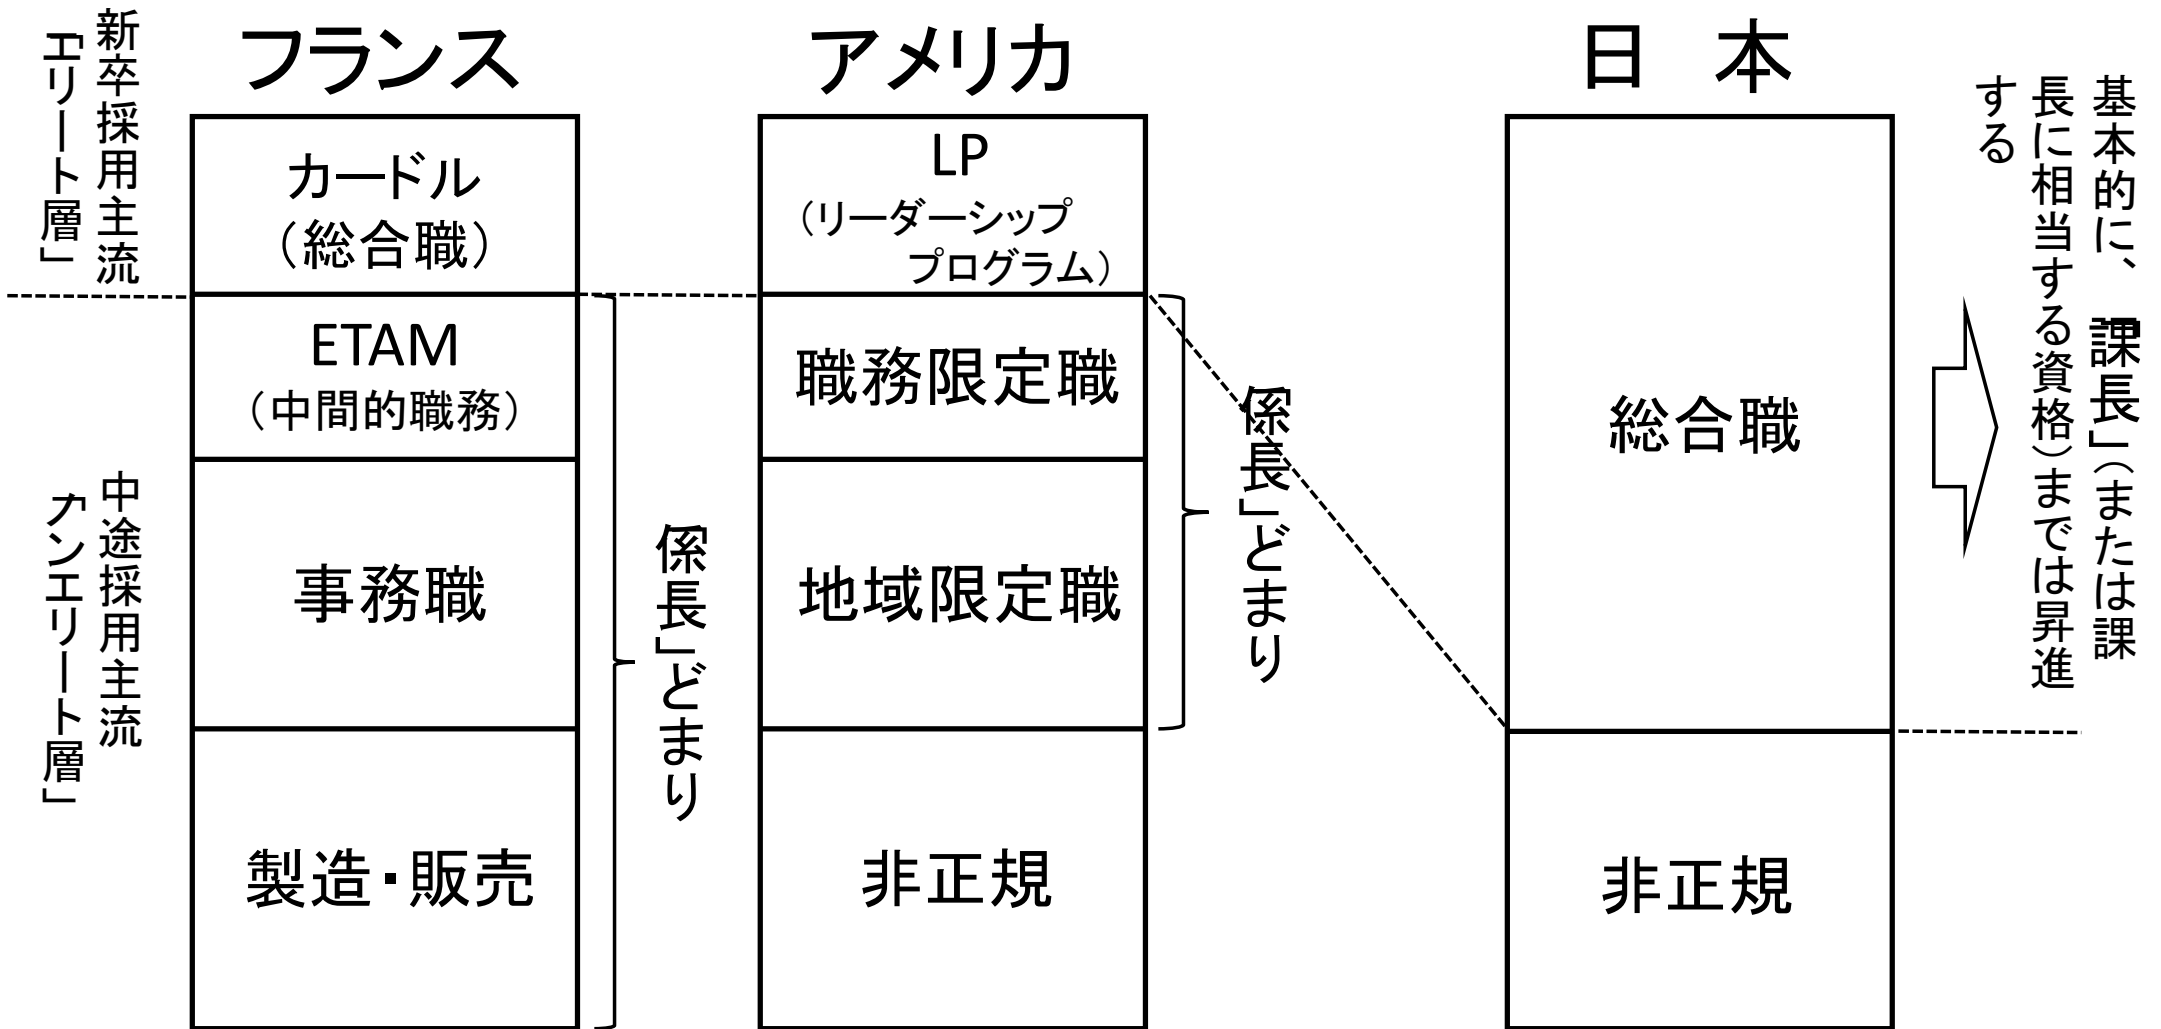 新卒採用主流
「エリート層」
中途採用主流
「ノンエリート層」
フランス
カードル
（総合職）
ETAM
（中間的職務）
事務職
製造・販売
「係長」どまり
アメリカ
LP
（リーダーシップ
プログラム）
職務限定職
地域限定職
非正規
「係長」どまり
日　本
総合職
非正規
基本的に、「課長」（または課
長に相当する資格）までは昇進
する